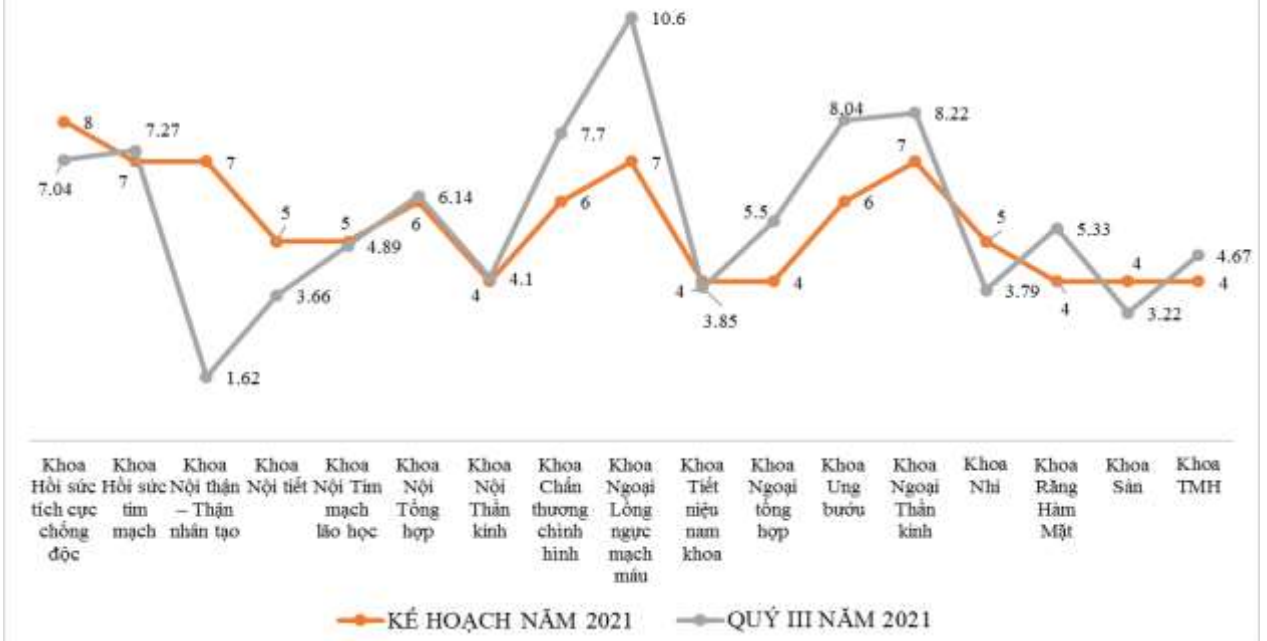 10.6
8
7.27
7.04
7
7
1.62
5
3.66
5
4.89
6.14
6
4.1
4
7.7
6
7
4
3.85
5.5
4
8.04
6
8.22
7
5
3.79
5.33
4
4
3.22
4.67
4
Khoa
Hồi sức
tích cực
chống
độc
Khoa
Hồi sức
tim
mạch
Khoa
Nội thận
– Thận
nhân tạo
Khoa
Nội tiết
Khoa
Nội Tim
mạch
lão học
Khoa
Nội
Tổng
hợp
Khoa
Nội
Thần
kinh
Khoa
Chấn
thương
chình
hình
Khoa
Ngoại
Lồng
ngực
mạch
máu
Khoa
Tiết
niệu
nam
khoa
Khoa
Ngoại
tổng
hợp
Khoa
Ung
bướu
Khoa
Ngoại
Thần
kinh
Khoa
Nhi
Khoa
Răng
Hàm
Mặt
Khoa
Sản
Khoa
TMH
KẾ HOẠCH NĂM 2021
QUÝ III NĂM 2021